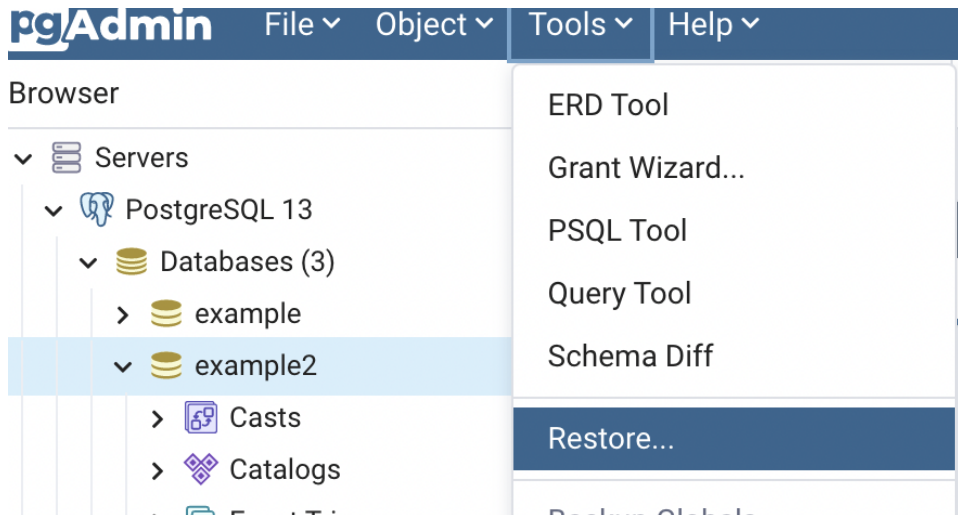 pgAdmin File Object Tools Help
Browser
Servers
PostgreSQL 13
Databases (3)
example
example2
Casts
Catalogs
ERD Tool
Grant Wizard...
PSQL Tool
Query Tool
Schema Diff
Restore...